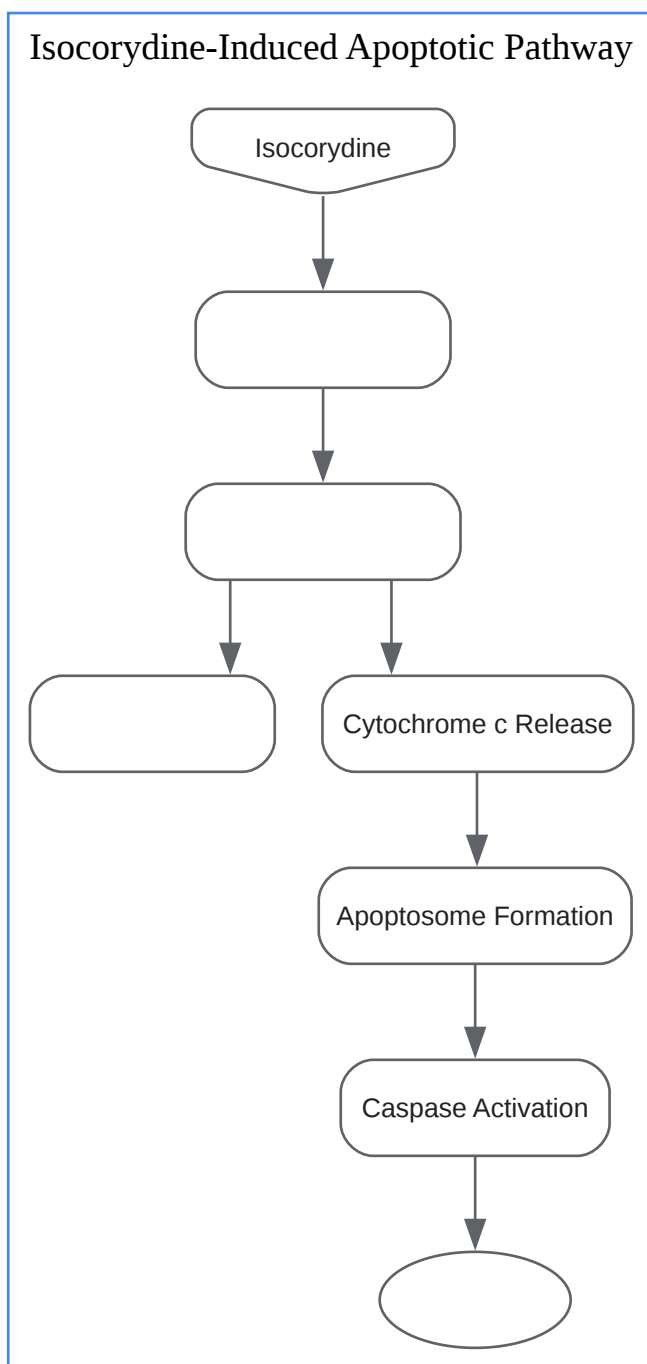 Isocorydine-Induced Apoptotic Pathway
Isocorydine
Cytochrome c Release
Apoptosome Formation
Caspase Activation